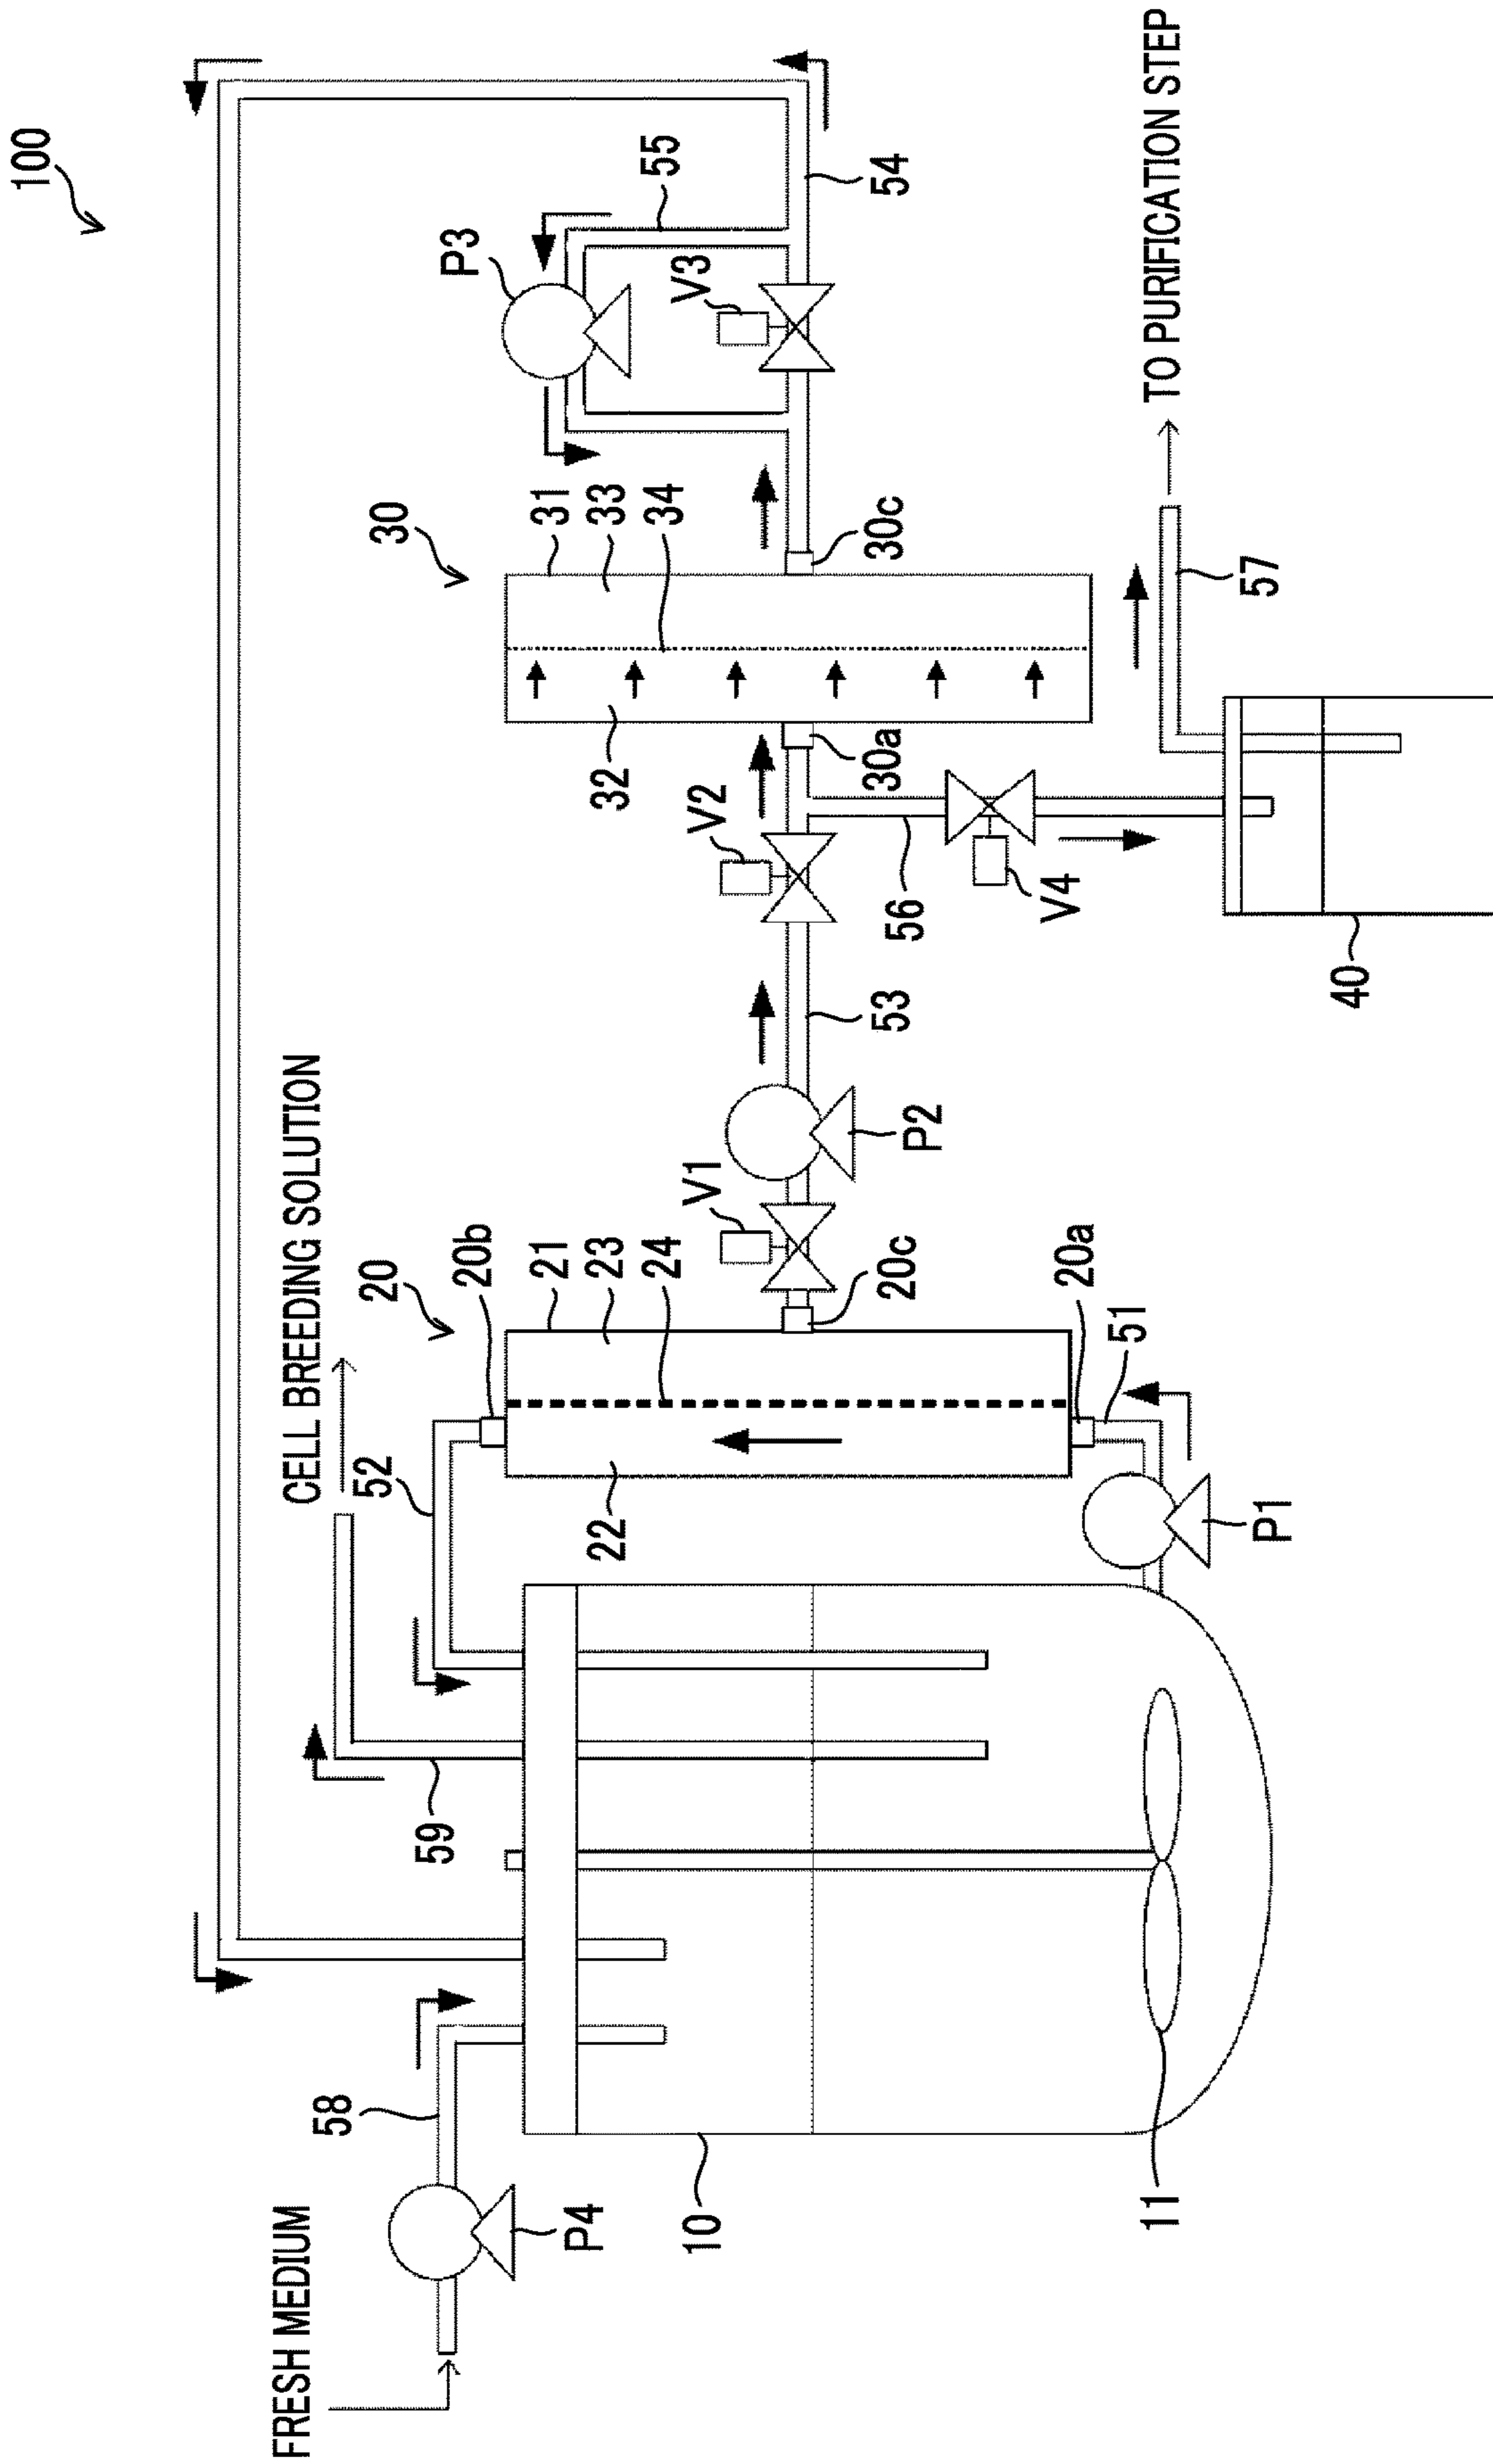 100
P3
55
54
V3
30
31
33
34
30c
32
30a
V2
53
56
V4
57
TO PURIFICATION STEP
40
CELL BREEDING SOLUTION
20
20b
21
23
24
V1
P2
20c
20a
51
52
22
P1
59
FRESH MEDIUM
58
P4
10
11